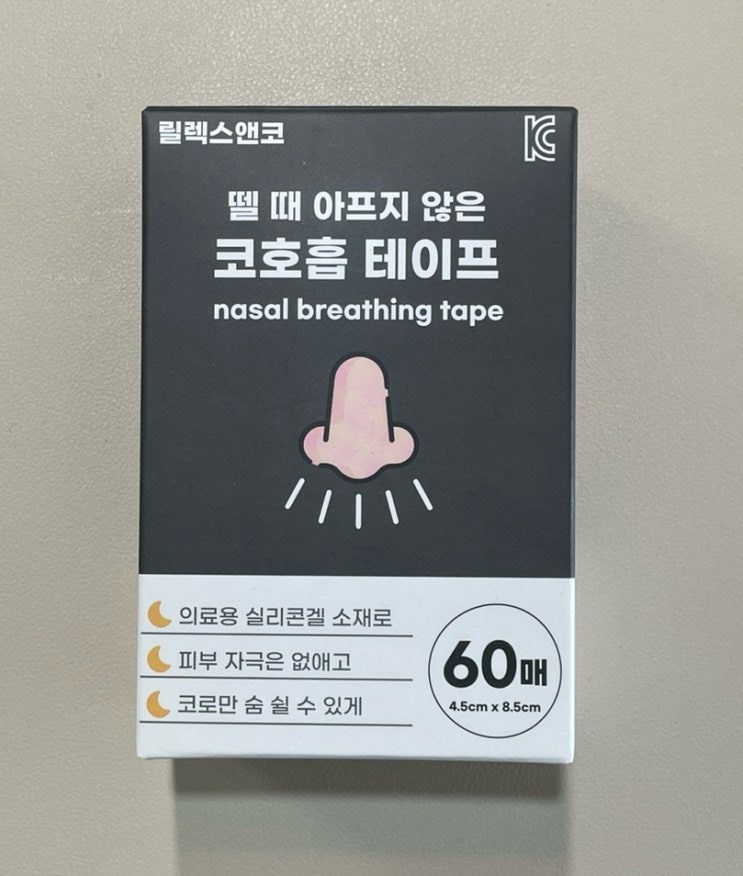 릴렉스앤코
KC
뗄 때 아프지 않은
코호흡 테이프
nasal breathing tape
의료용 실리콘겔 소재로
피부 자극은 없애고
코로만 숨 쉴 수 있게
60매
4.5cm x 8.5cm